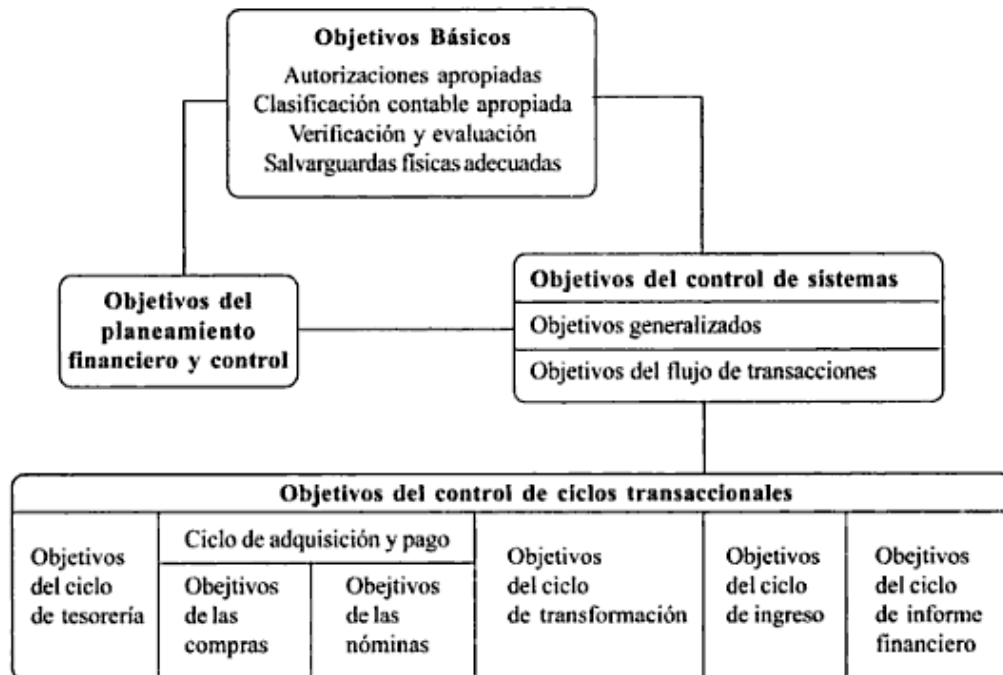 Objetivos Básicos
Autorizaciones apropiadas
Clasificación contable apropiada
Verificación y evaluación
Salvarguardas físicas adecuadas
Objetivos del
planeamiento
financiero y control
Objetivos del control de sistemas
Objetivos generalizados
Objetivos del flujo de transacciones
Objetivos del control de ciclos transaccionales
Objetivos
del ciclo
de tesorería
Ciclo de adquisición y pago
Obejtivos
de las
compras
Obejtivos
de las
nóminas
Objetivos
del ciclo
de transformación
Objetivos
del ciclo
de ingreso
Obejtivos
del ciclo
de informe
financiero